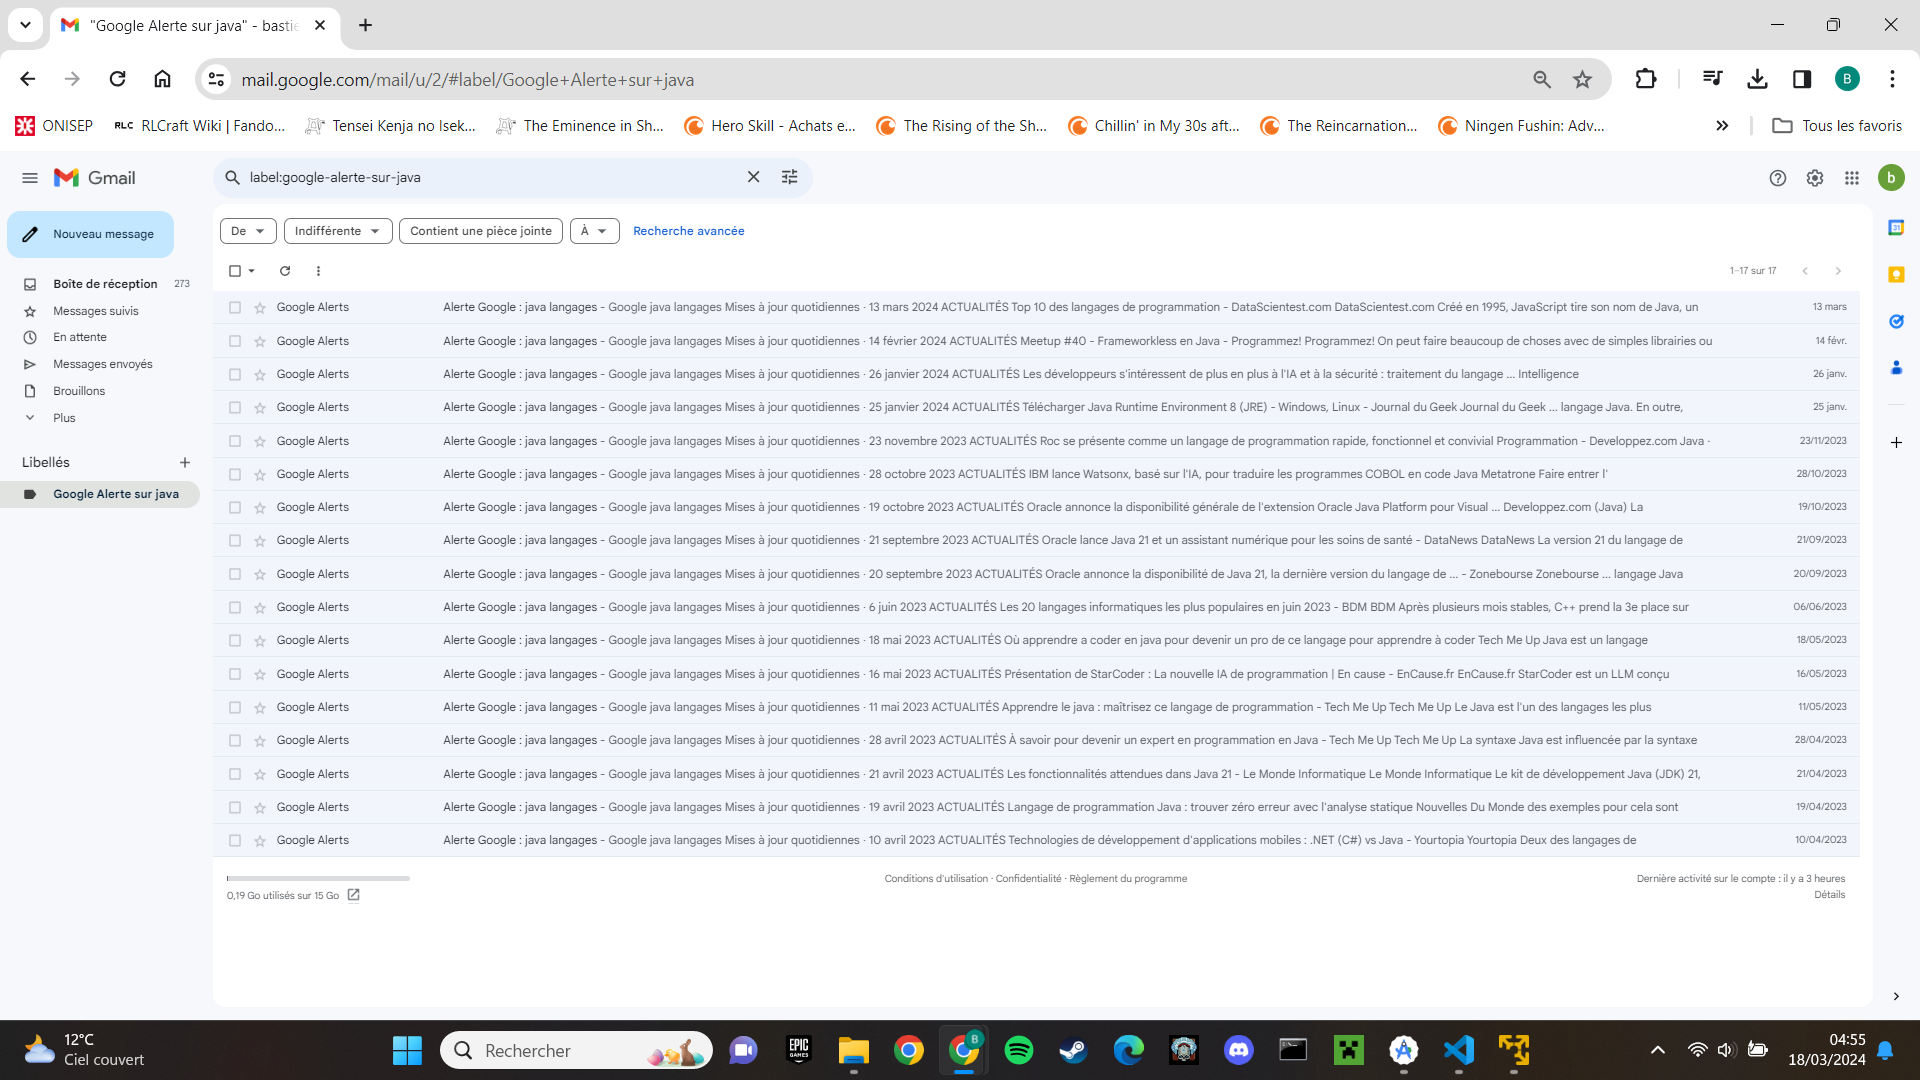 "Google Alerte sur java" - bastie
mail.google.com/mail/u/2/#label/Google+Alerte+sur+java
B
ONISEP
RLC RLCraft Wiki | Fando...
Tensei Kenja no Isek...
The Eminence in Sh...
Hero Skill - Achats e...
The Rising of the Sh...
Chillin' in My 30s aft...
The Reincarnation...
Ningen Fushin: Adv...
Tous les favoris
Gmail
label:google-alerte-sur-java
b
Nouveau message
De
Indifférente
Contient une pièce jointe
À
Recherche avancée
1–17 sur 17
Boîte de réception 273
Messages suivis
En attente
Messages envoyés
Brouillons
Plus
Libellés
Google Alerte sur java
Google Alerts Alerte Google : java langages - Google java langages Mises à jour quotidiennes · 13 mars 2024 ACTUALITÉS Top 10 des langages de programmation - DataScientest.com DataScientest.com Créé en 1995, JavaScript tire son nom de Java, un 13 mars
Google Alerts Alerte Google : java langages - Google java langages Mises à jour quotidiennes · 14 février 2024 ACTUALITÉS Meetup #40 - Frameworkless en Java - Programmez! Programmez! On peut faire beaucoup de choses avec de simples librairies ou 14 févr.
Google Alerts Alerte Google : java langages - Google java langages Mises à jour quotidiennes · 26 janvier 2024 ACTUALITÉS Les développeurs s'intéressent de plus en plus à l'IA et à la sécurité : traitement du langage ... Intelligence 26 janv.
Google Alerts Alerte Google : java langages - Google java langages Mises à jour quotidiennes · 25 janvier 2024 ACTUALITÉS Télécharger Java Runtime Environment 8 (JRE) - Windows, Linux - Journal du Geek Journal du Geek ... langage Java. En outre, 25 janv.
Google Alerts Alerte Google : java langages - Google java langages Mises à jour quotidiennes · 23 novembre 2023 ACTUALITÉS Roc se présente comme un langage de programmation rapide, fonctionnel et convivial Programmation - Developpez.com Java · 23/11/2023
Google Alerts Alerte Google : java langages - Google java langages Mises à jour quotidiennes · 28 octobre 2023 ACTUALITÉS IBM lance Watsonx, basé sur l'IA, pour traduire les programmes COBOL en code Java Metatrone Faire entrer l' 28/10/2023
Google Alerts Alerte Google : java langages - Google java langages Mises à jour quotidiennes · 19 octobre 2023 ACTUALITÉS Oracle annonce la disponibilité générale de l'extension Oracle Java Platform pour Visual ... Developpez.com (Java) La 19/10/2023
Google Alerts Alerte Google : java langages - Google java langages Mises à jour quotidiennes · 21 septembre 2023 ACTUALITÉS Oracle lance Java 21 et un assistant numérique pour les soins de santé - DataNews DataNews La version 21 du langage de 21/09/2023
Google Alerts Alerte Google : java langages - Google java langages Mises à jour quotidiennes · 20 septembre 2023 ACTUALITÉS Oracle annonce la disponibilité de Java 21, la dernière version du langage de ... - Zonebourse Zonebourse ... langage Java 20/09/2023
Google Alerts Alerte Google : java langages - Google java langages Mises à jour quotidiennes · 6 juin 2023 ACTUALITÉS Les 20 langages informatiques les plus populaires en juin 2023 - BDM BDM Après plusieurs mois stables, C++ prend la 3e place sur 06/06/2023
Google Alerts Alerte Google : java langages - Google java langages Mises à jour quotidiennes · 18 mai 2023 ACTUALITÉS Où apprendre a coder en java pour devenir un pro de ce langage pour apprendre à coder Tech Me Up Java est un langage 18/05/2023
Google Alerts Alerte Google : java langages - Google java langages Mises à jour quotidiennes · 16 mai 2023 ACTUALITÉS Présentation de StarCoder : La nouvelle IA de programmation | En cause - EnCause.fr EnCause.fr StarCoder est un LLM conçu 16/05/2023
Google Alerts Alerte Google : java langages - Google java langages Mises à jour quotidiennes · 11 mai 2023 ACTUALITÉS Apprendre le java : maîtrisez ce langage de programmation - Tech Me Up Tech Me Up Le Java est l'un des langages les plus 11/05/2023
Google Alerts Alerte Google : java langages - Google java langages Mises à jour quotidiennes · 28 avril 2023 ACTUALITÉS À savoir pour devenir un expert en programmation en Java - Tech Me Up Tech Me Up La syntaxe Java est influencée par la syntaxe 28/04/2023
Google Alerts Alerte Google : java langages - Google java langages Mises à jour quotidiennes · 21 avril 2023 ACTUALITÉS Les fonctionnalités attendues dans Java 21 - Le Monde Informatique Le Monde Informatique Le kit de développement Java (JDK) 21, 21/04/2023
Google Alerts Alerte Google : java langages - Google java langages Mises à jour quotidiennes · 19 avril 2023 ACTUALITÉS Langage de programmation Java : trouver zéro erreur avec l'analyse statique Nouvelles Du Monde des exemples pour cela sont 19/04/2023
Google Alerts Alerte Google : java langages - Google java langages Mises à jour quotidiennes · 10 avril 2023 ACTUALITÉS Technologies de développement d'applications mobiles : .NET (C#) vs Java - Yourtopia Yourtopia Deux des langages de 10/04/2023
0,19 Go utilisés sur 15 Go
Conditions d'utilisation · Confidentialité · Règlement du programme
Dernière activité sur le compte : il y a 3 heures
Détails
12°C
Ciel couvert
Rechercher
EPIC GAMES
B
04:55
18/03/2024